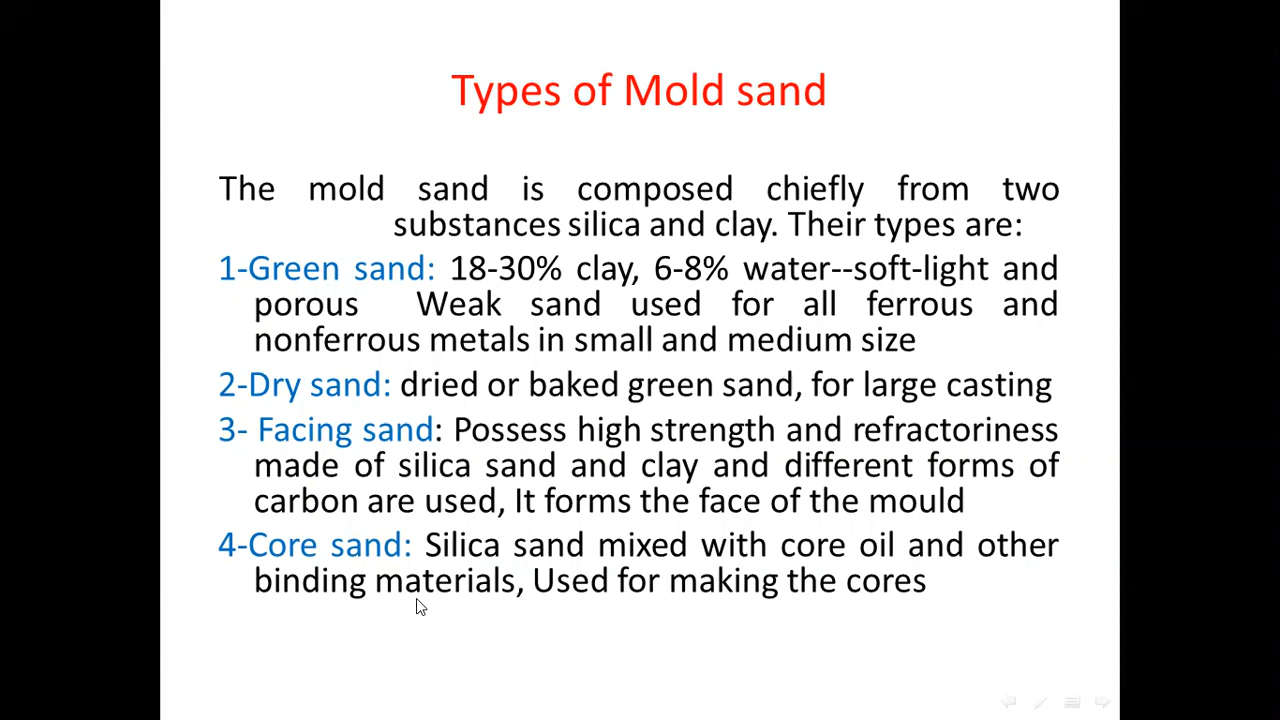 Types of Mold sand
The mold sand is composed chiefly from two
substances silica and clay. Their types are:
1-Green sand: 18-30% clay, 6-8% water--soft-light and
porous Weak sand used for all ferrous and
nonferrous metals in small and medium size
2-Dry sand: dried or baked green sand, for large casting
3- Facing sand: Possess high strength and refractoriness
made of silica sand and clay and different forms of
carbon are used, It forms the face of the mould
4-Core sand: Silica sand mixed with core oil and other
binding materials, Used for making the cores